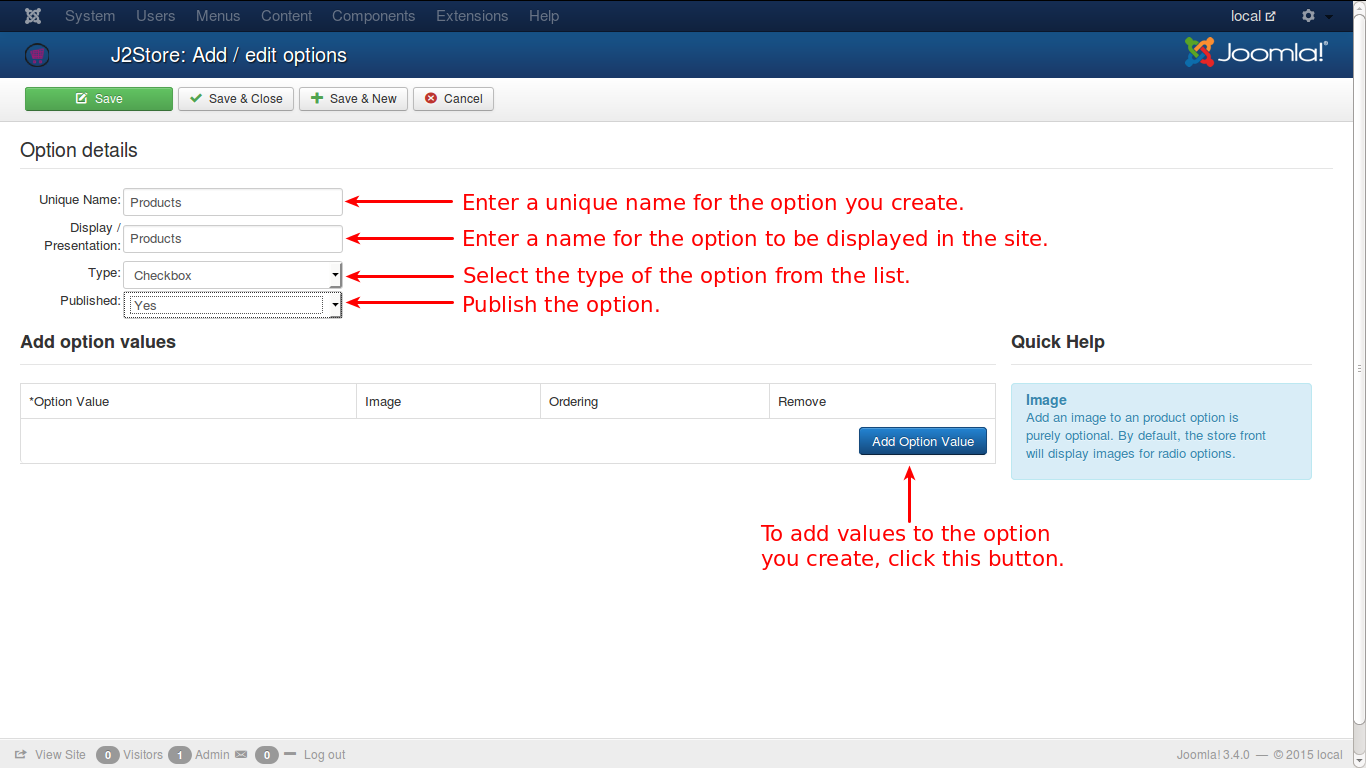 System Users Menus Content Components Extensions Help local
J2Store: Add / edit options Joomla!®
Save Save & Close Save & New Cancel
Option details
Unique Name: Products Enter a unique name for the option you create.
Display /
Presentation: Products Enter a name for the option to be displayed in the site.
Type: Checkbox Select the type of the option from the list.
Published: Yes Publish the option.
Add option values Quick Help
*Option Value Image Ordering Remove
Image
Add an image to an product option is
purely optional. By default, the store front
will display images for radio options.
Add Option Value
To add values to the option
you create, click this button.
View Site 0 Visitors 1 Admin 0 Log out Joomla! 3.4.0 — © 2015 local